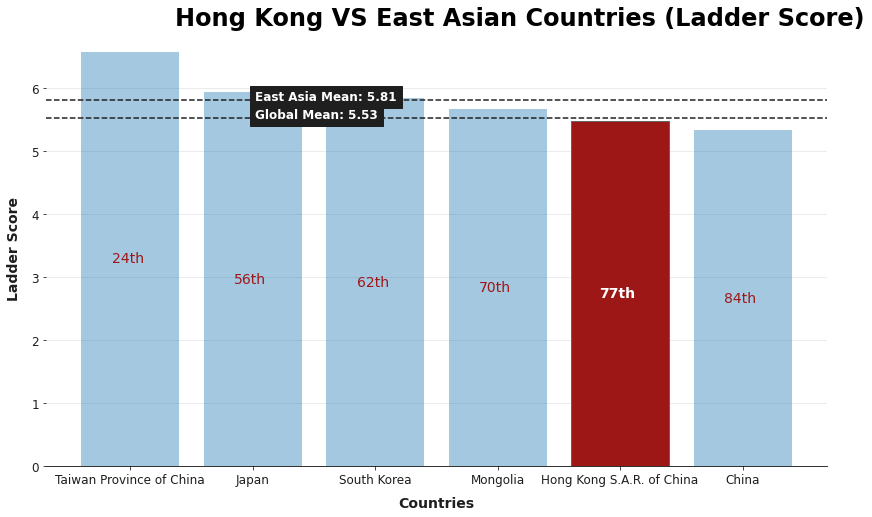 Hong Kong VS East Asian Countries (Ladder Score)
Ladder Score
6
5
4
3
2
1
0
East Asia Mean: 5.81
Global Mean: 5.53
24th
56th
62th
70th
77th
84th
Taiwan Province of China
Japan
South Korea
Mongolia
Hong Kong S.A.R. of China
China
Countries